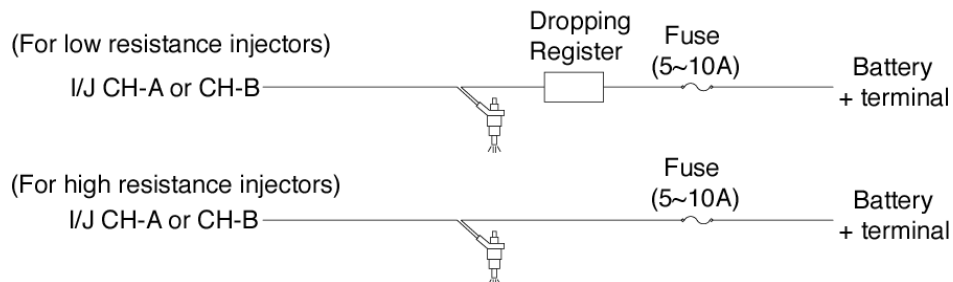 (For low resistance injectors)
Dropping
Register
Fuse
(5~10A)
I/J CH-A or CH-B
Battery
+ terminal
(For high resistance injectors)
Fuse
(5~10A)
I/J CH-A or CH-B
Battery
+ terminal